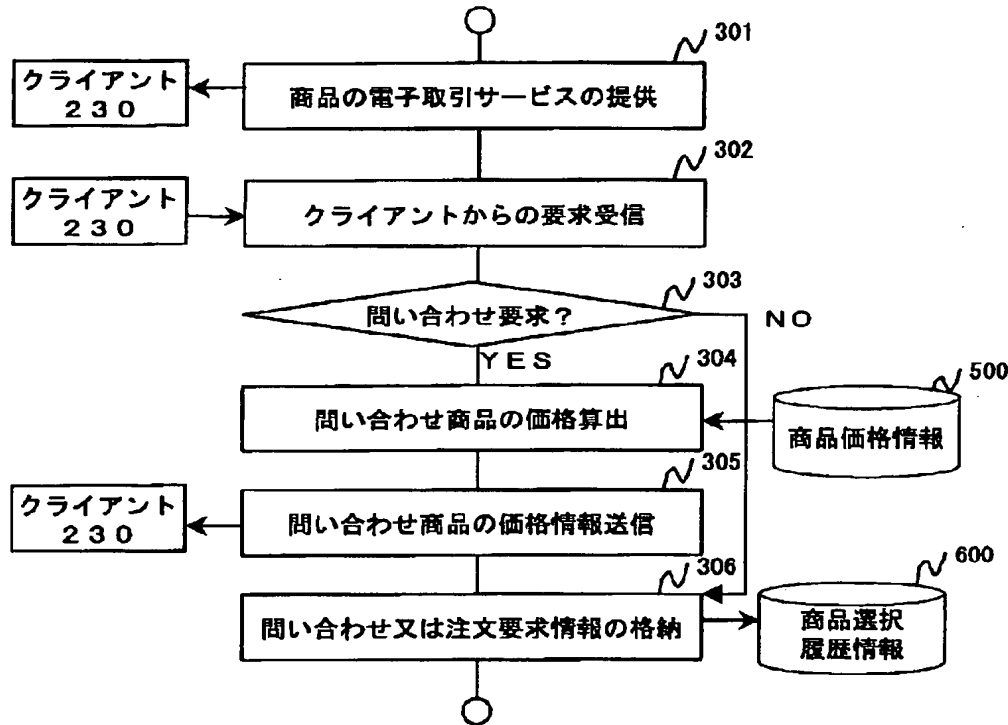 301
クライアント
230
商品の電子取引サービスの提供
302
クライアント
230
クライアントからの要求受信
303
問い合わせ要求?
NO
YES
304
500
問い合わせ商品の価格算出
商品価格情報
305
クライアント
230
問い合わせ商品の価格情報送信
306
600
問い合わせ又は注文要求情報の格納
商品選択
履歴情報